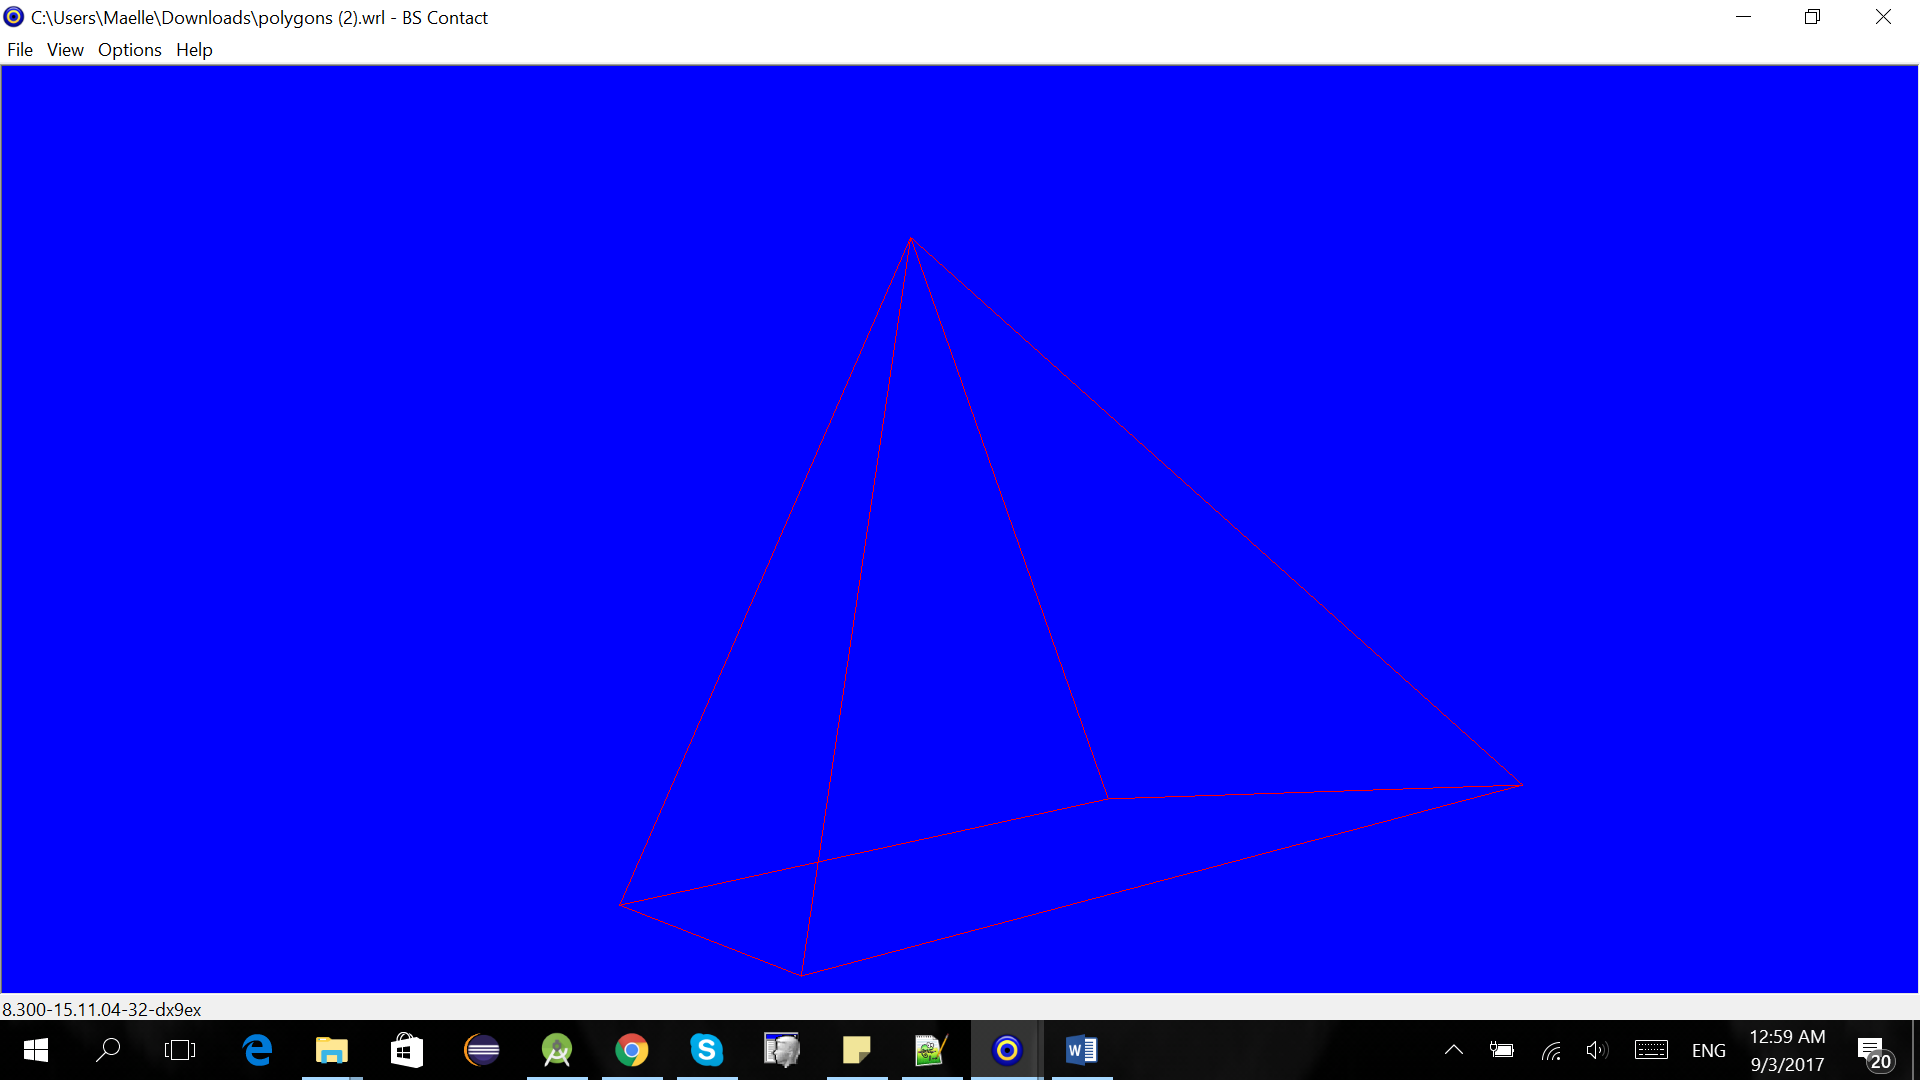 C:\Users\Maelle\Downloads\polygons (2).wrl - BS Contact
File View Options Help
8.300-15.11.04-32-dx9ex
ENG
12:59 AM
9/3/2017
20